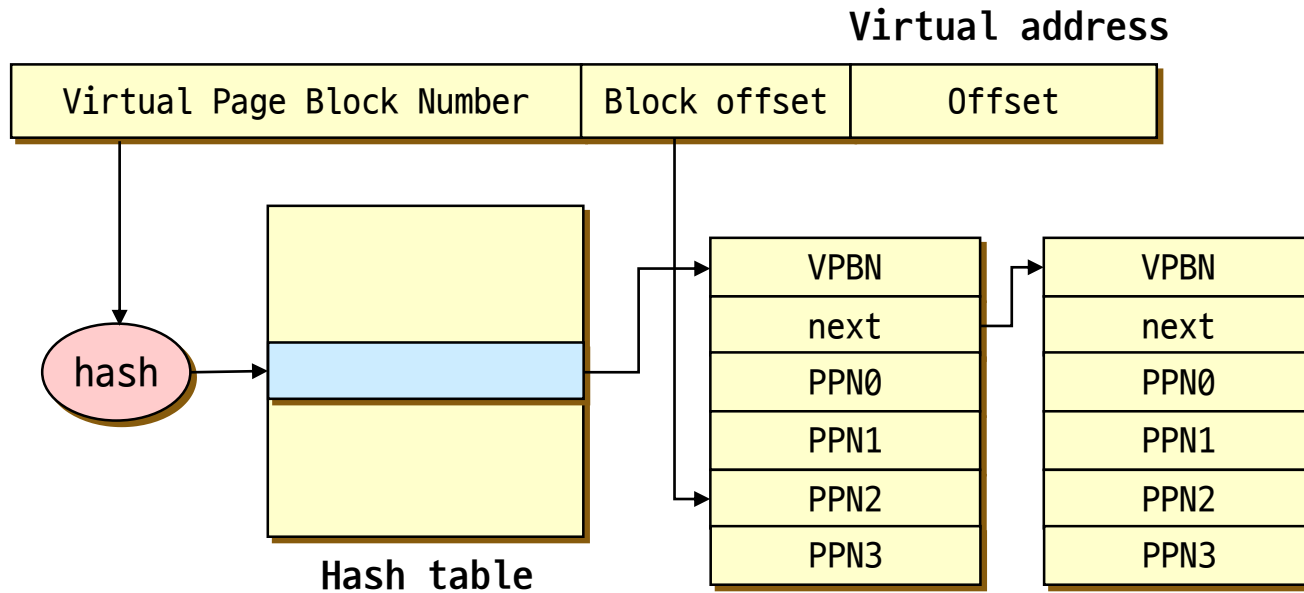 Virtual address
Virtual Page Block Number
Block offset
Offset
hash
Hash table
VPBN
next
PPN0
PPN1
PPN2
PPN3
VPBN
next
PPN0
PPN1
PPN2
PPN3